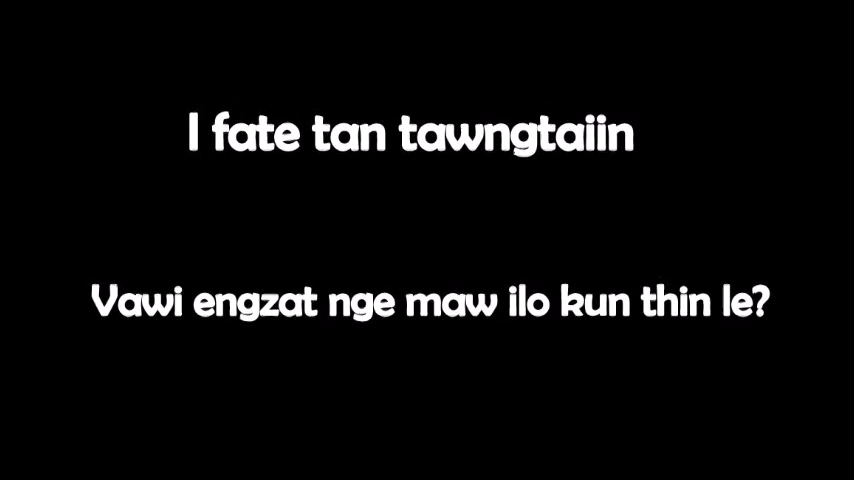 I fate tan tawngtaiin
Vawi engzat nge maw ilo kun thin le?